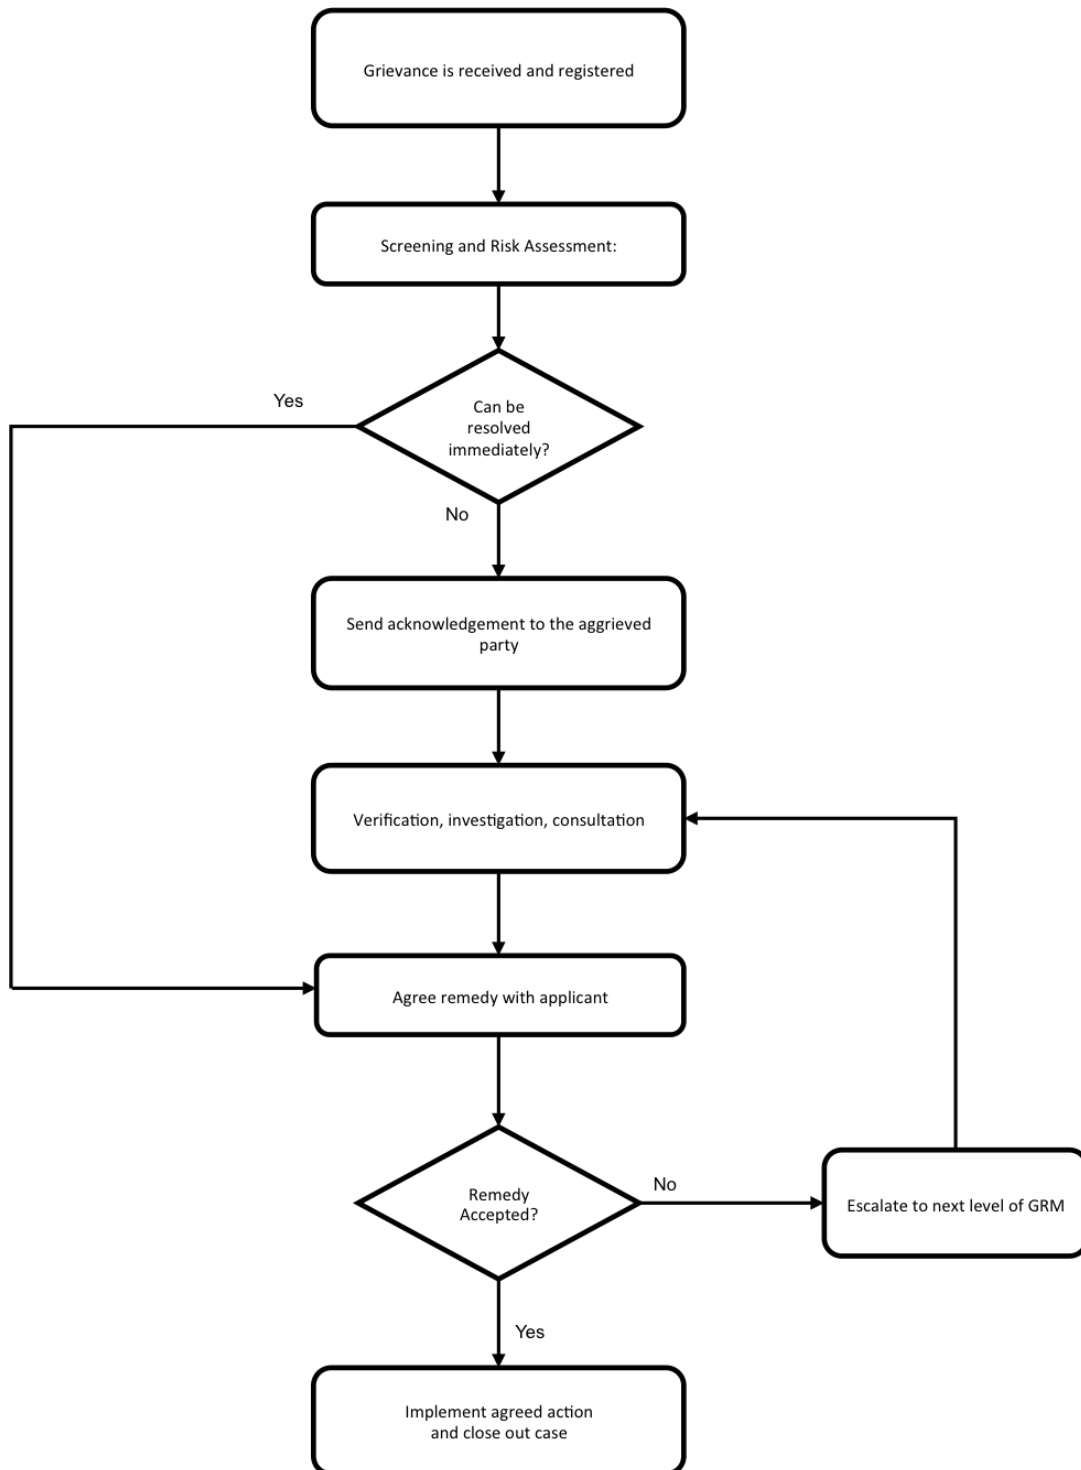 Grievance is received and registered
Screening and Risk Assessment:
Yes
Can be
resolved
immediately?
No
Send acknowledgement to the aggrieved
party
Verification, investigation, consultation
Agree remedy with applicant
Remedy
Accepted?
No
Escalate to next level of GRM
Yes
Implement agreed action
and close out case